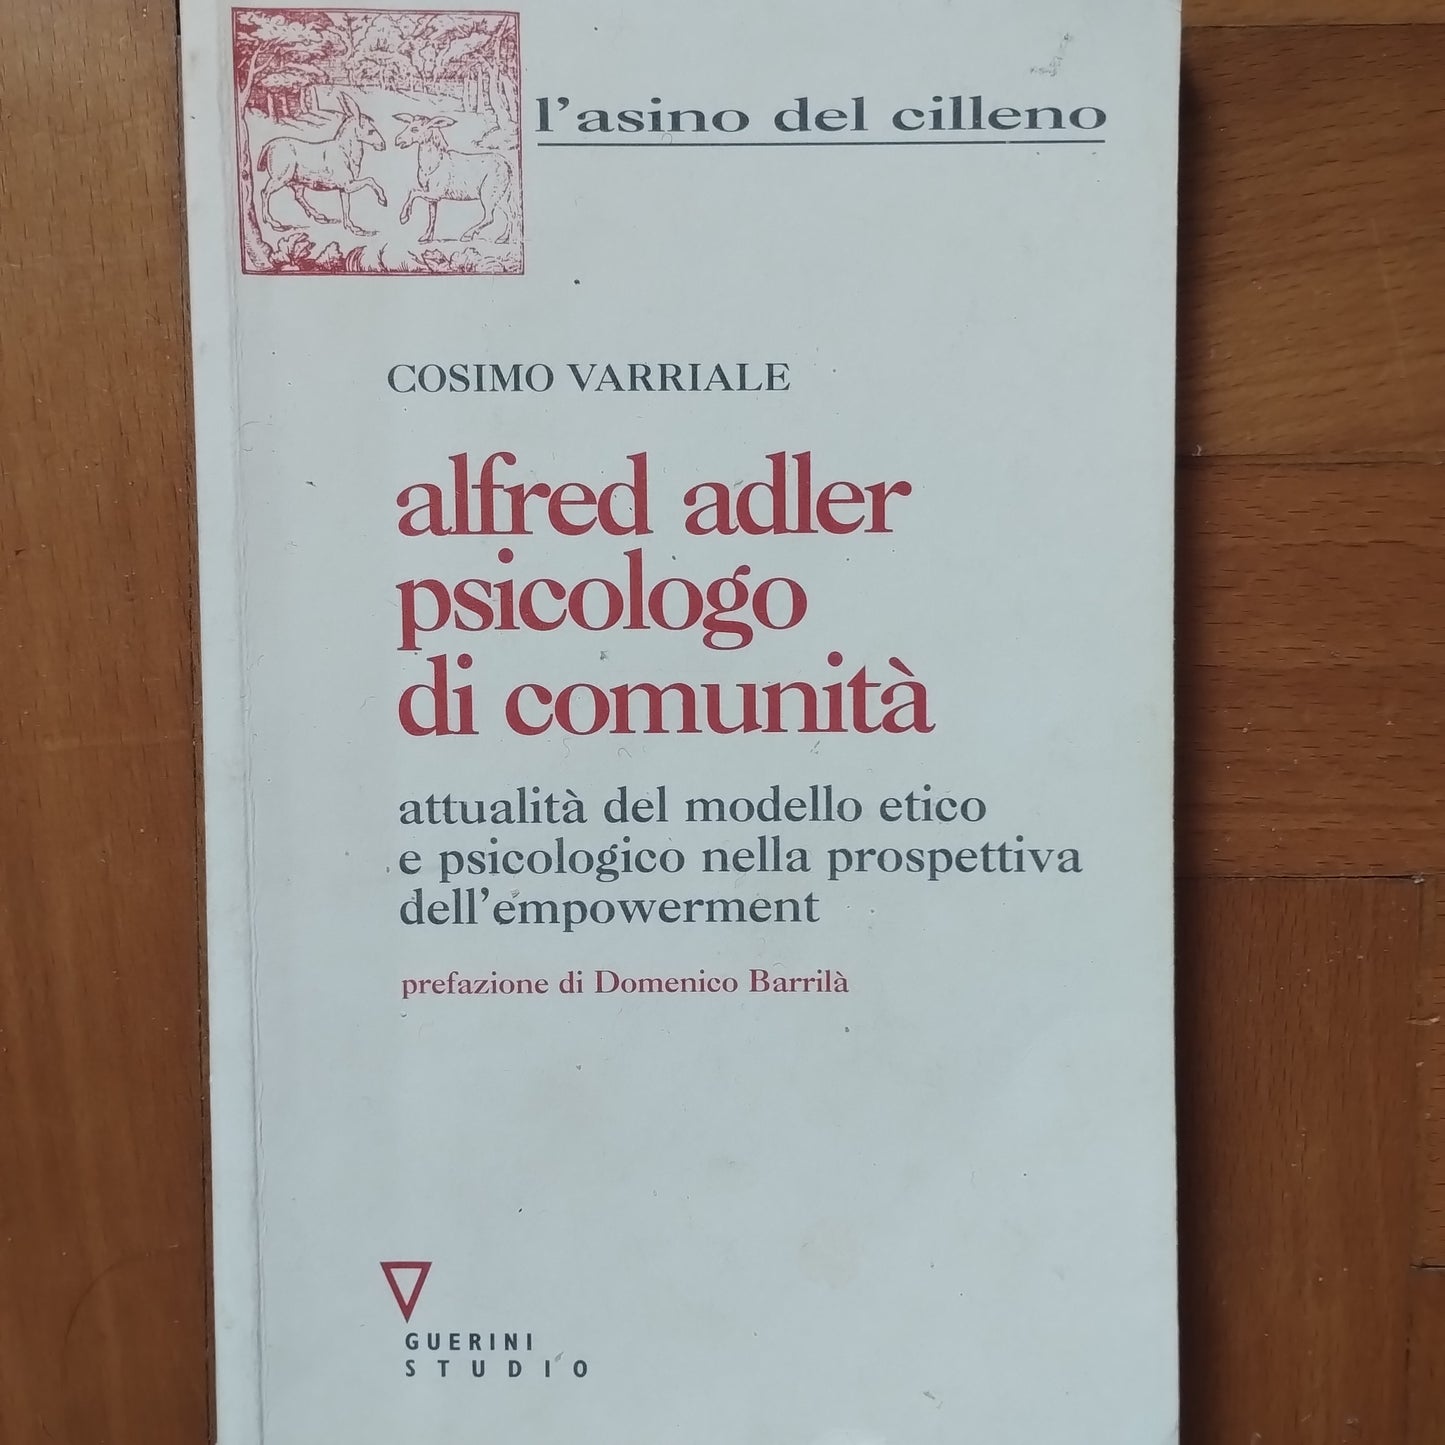 l'asino del cilleno
COSIMO VARRIALE
alfred adler
psicologo
di comunità
attualità del modello etico
e psicologico nella prospettiva
dell'empowerment
prefazione di Domenico Barrilà
GUERINI
STUDIO